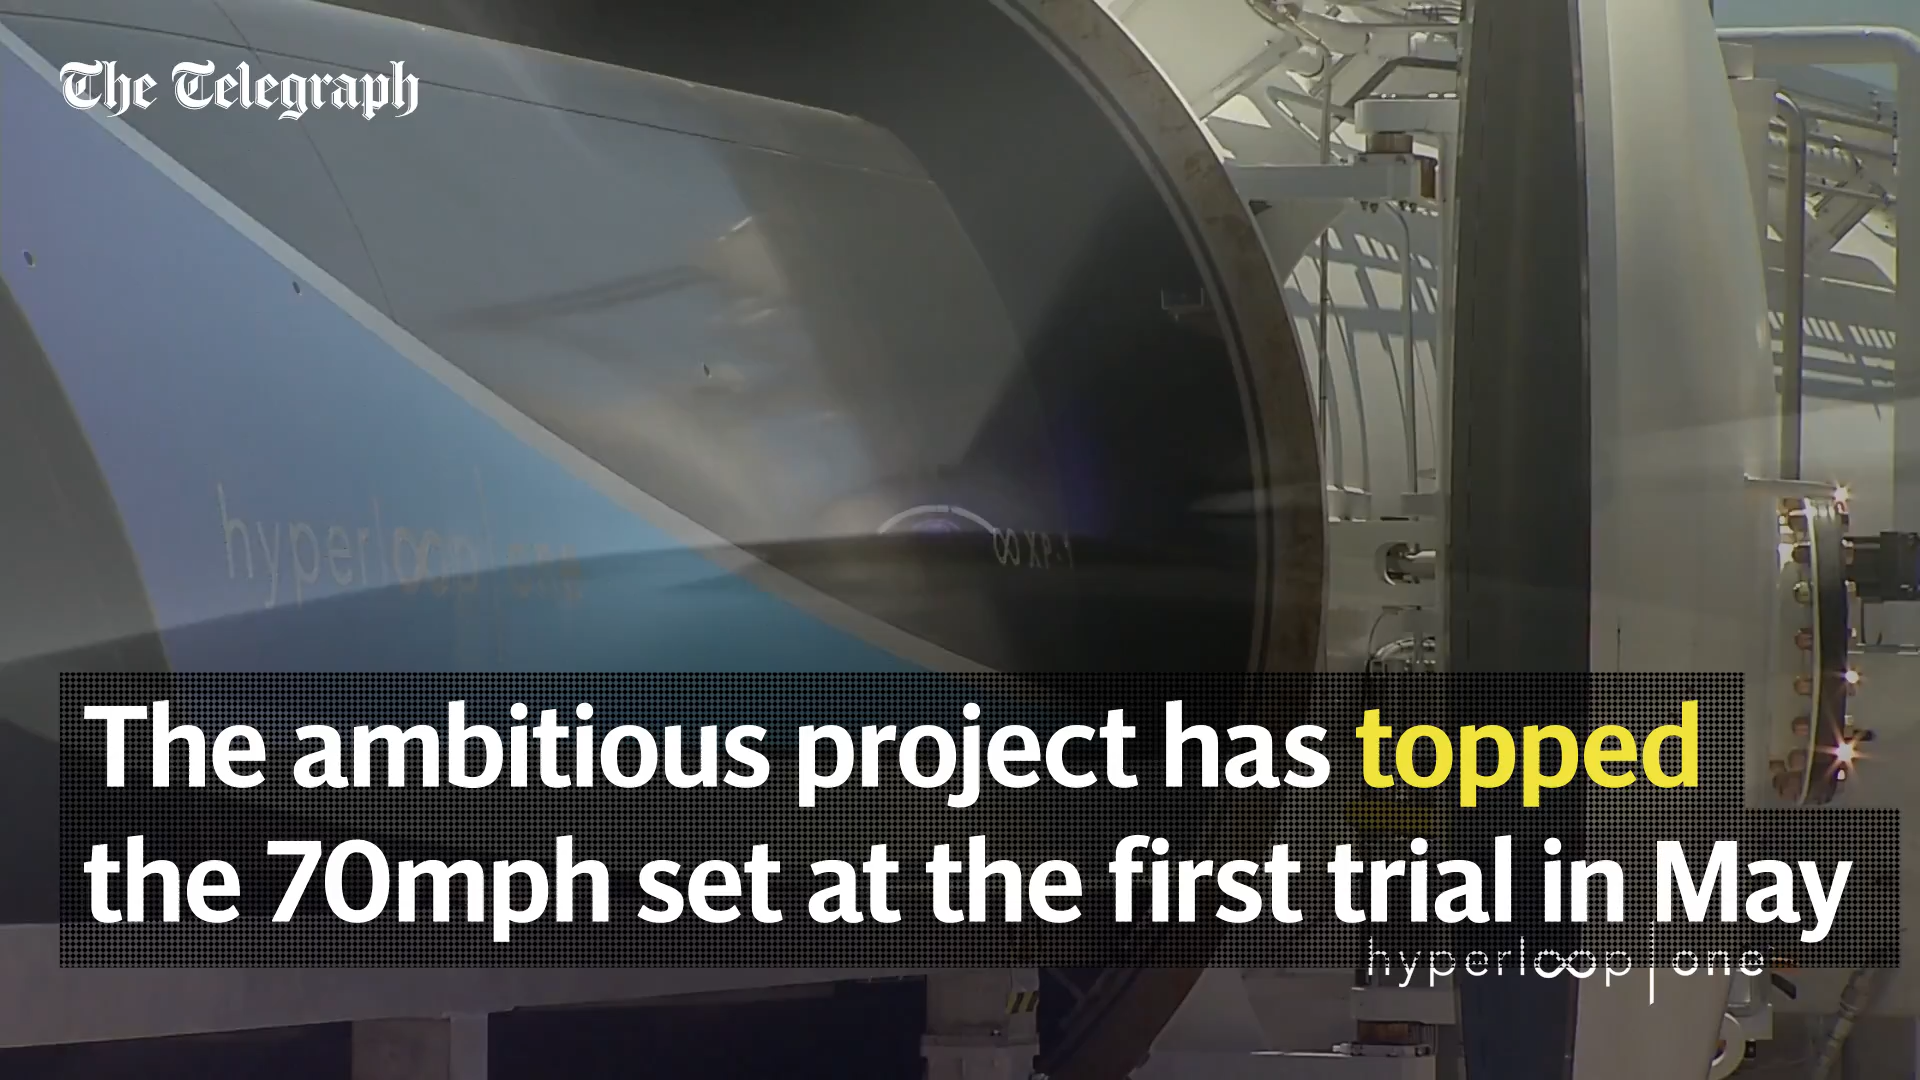 The Telegraph
hyperloop|one
XP-1
The ambitious project has topped
the 70mph set at the first trial in May
hyperloop|one